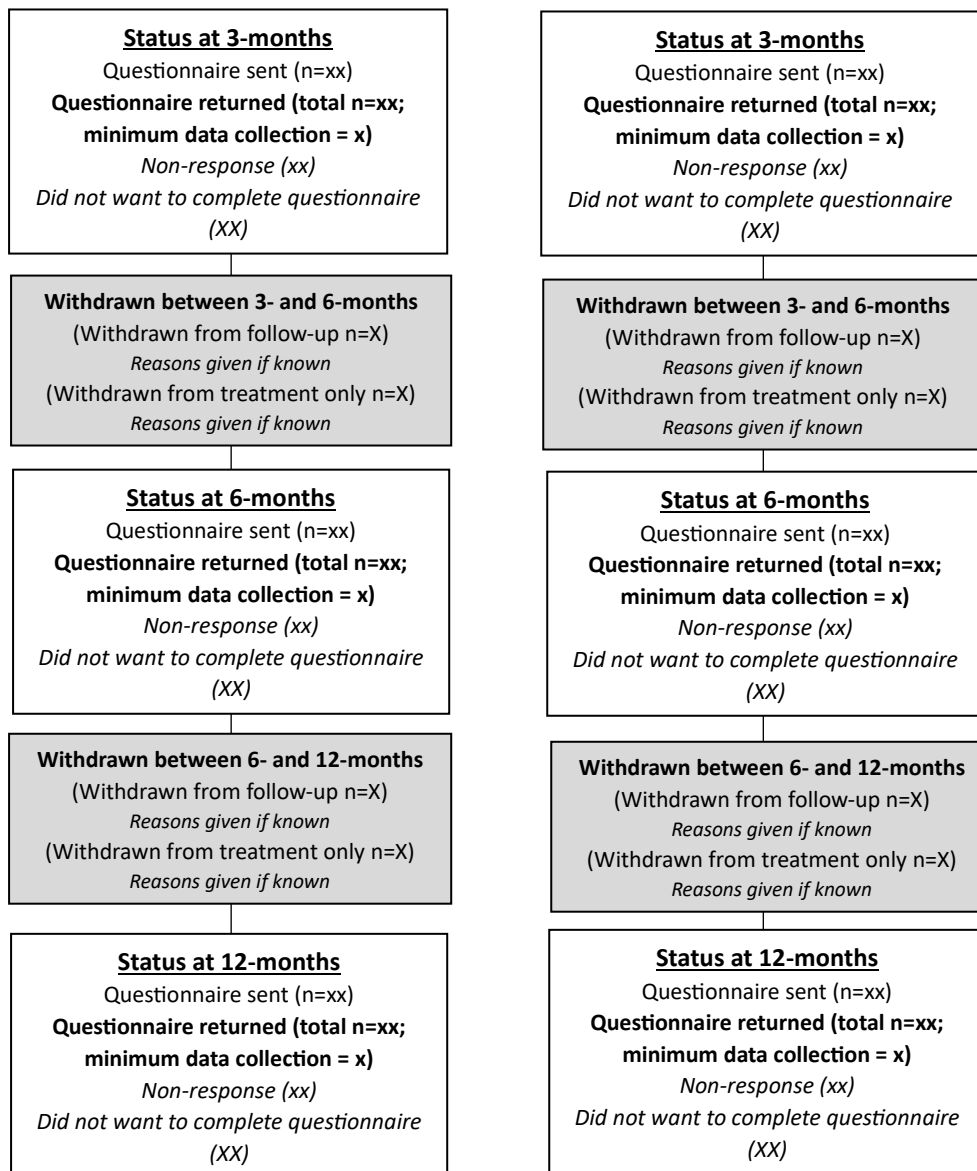 Status at 3-months
Questionnaire sent (n=xx)
Questionnaire returned (total n=xx;
minimum data collection = x)
Non-response (xx)
Did not want to complete questionnaire
(XX)
Withdrawn between 3- and 6-months
(Withdrawn from follow-up n=X)
Reasons given if known
(Withdrawn from treatment only n=X)
Reasons given if known
Status at 6-months
Questionnaire sent (n=xx)
Questionnaire returned (total n=xx;
minimum data collection = x)
Non-response (xx)
Did not want to complete questionnaire
(XX)
Withdrawn between 6- and 12-months
(Withdrawn from follow-up n=X)
Reasons given if known
(Withdrawn from treatment only n=X)
Reasons given if known
Status at 12-months
Questionnaire sent (n=xx)
Questionnaire returned (total n=xx;
minimum data collection = x)
Non-response (xx)
Did not want to complete questionnaire
(XX)
Status at 3-months
Questionnaire sent (n=xx)
Questionnaire returned (total n=xx;
minimum data collection = x)
Non-response (xx)
Did not want to complete questionnaire
(XX)
Withdrawn between 3- and 6-months
(Withdrawn from follow-up n=X)
Reasons given if known
(Withdrawn from treatment only n=X)
Reasons given if known
Status at 6-months
Questionnaire sent (n=xx)
Questionnaire returned (total n=xx;
minimum data collection = x)
Non-response (xx)
Did not want to complete questionnaire
(XX)
Withdrawn between 6- and 12-months
(Withdrawn from follow-up n=X)
Reasons given if known
(Withdrawn from treatment only n=X)
Reasons given if known
Status at 12-months
Questionnaire sent (n=xx)
Questionnaire returned (total n=xx;
minimum data collection = x)
Non-response (xx)
Did not want to complete questionnaire
(XX)